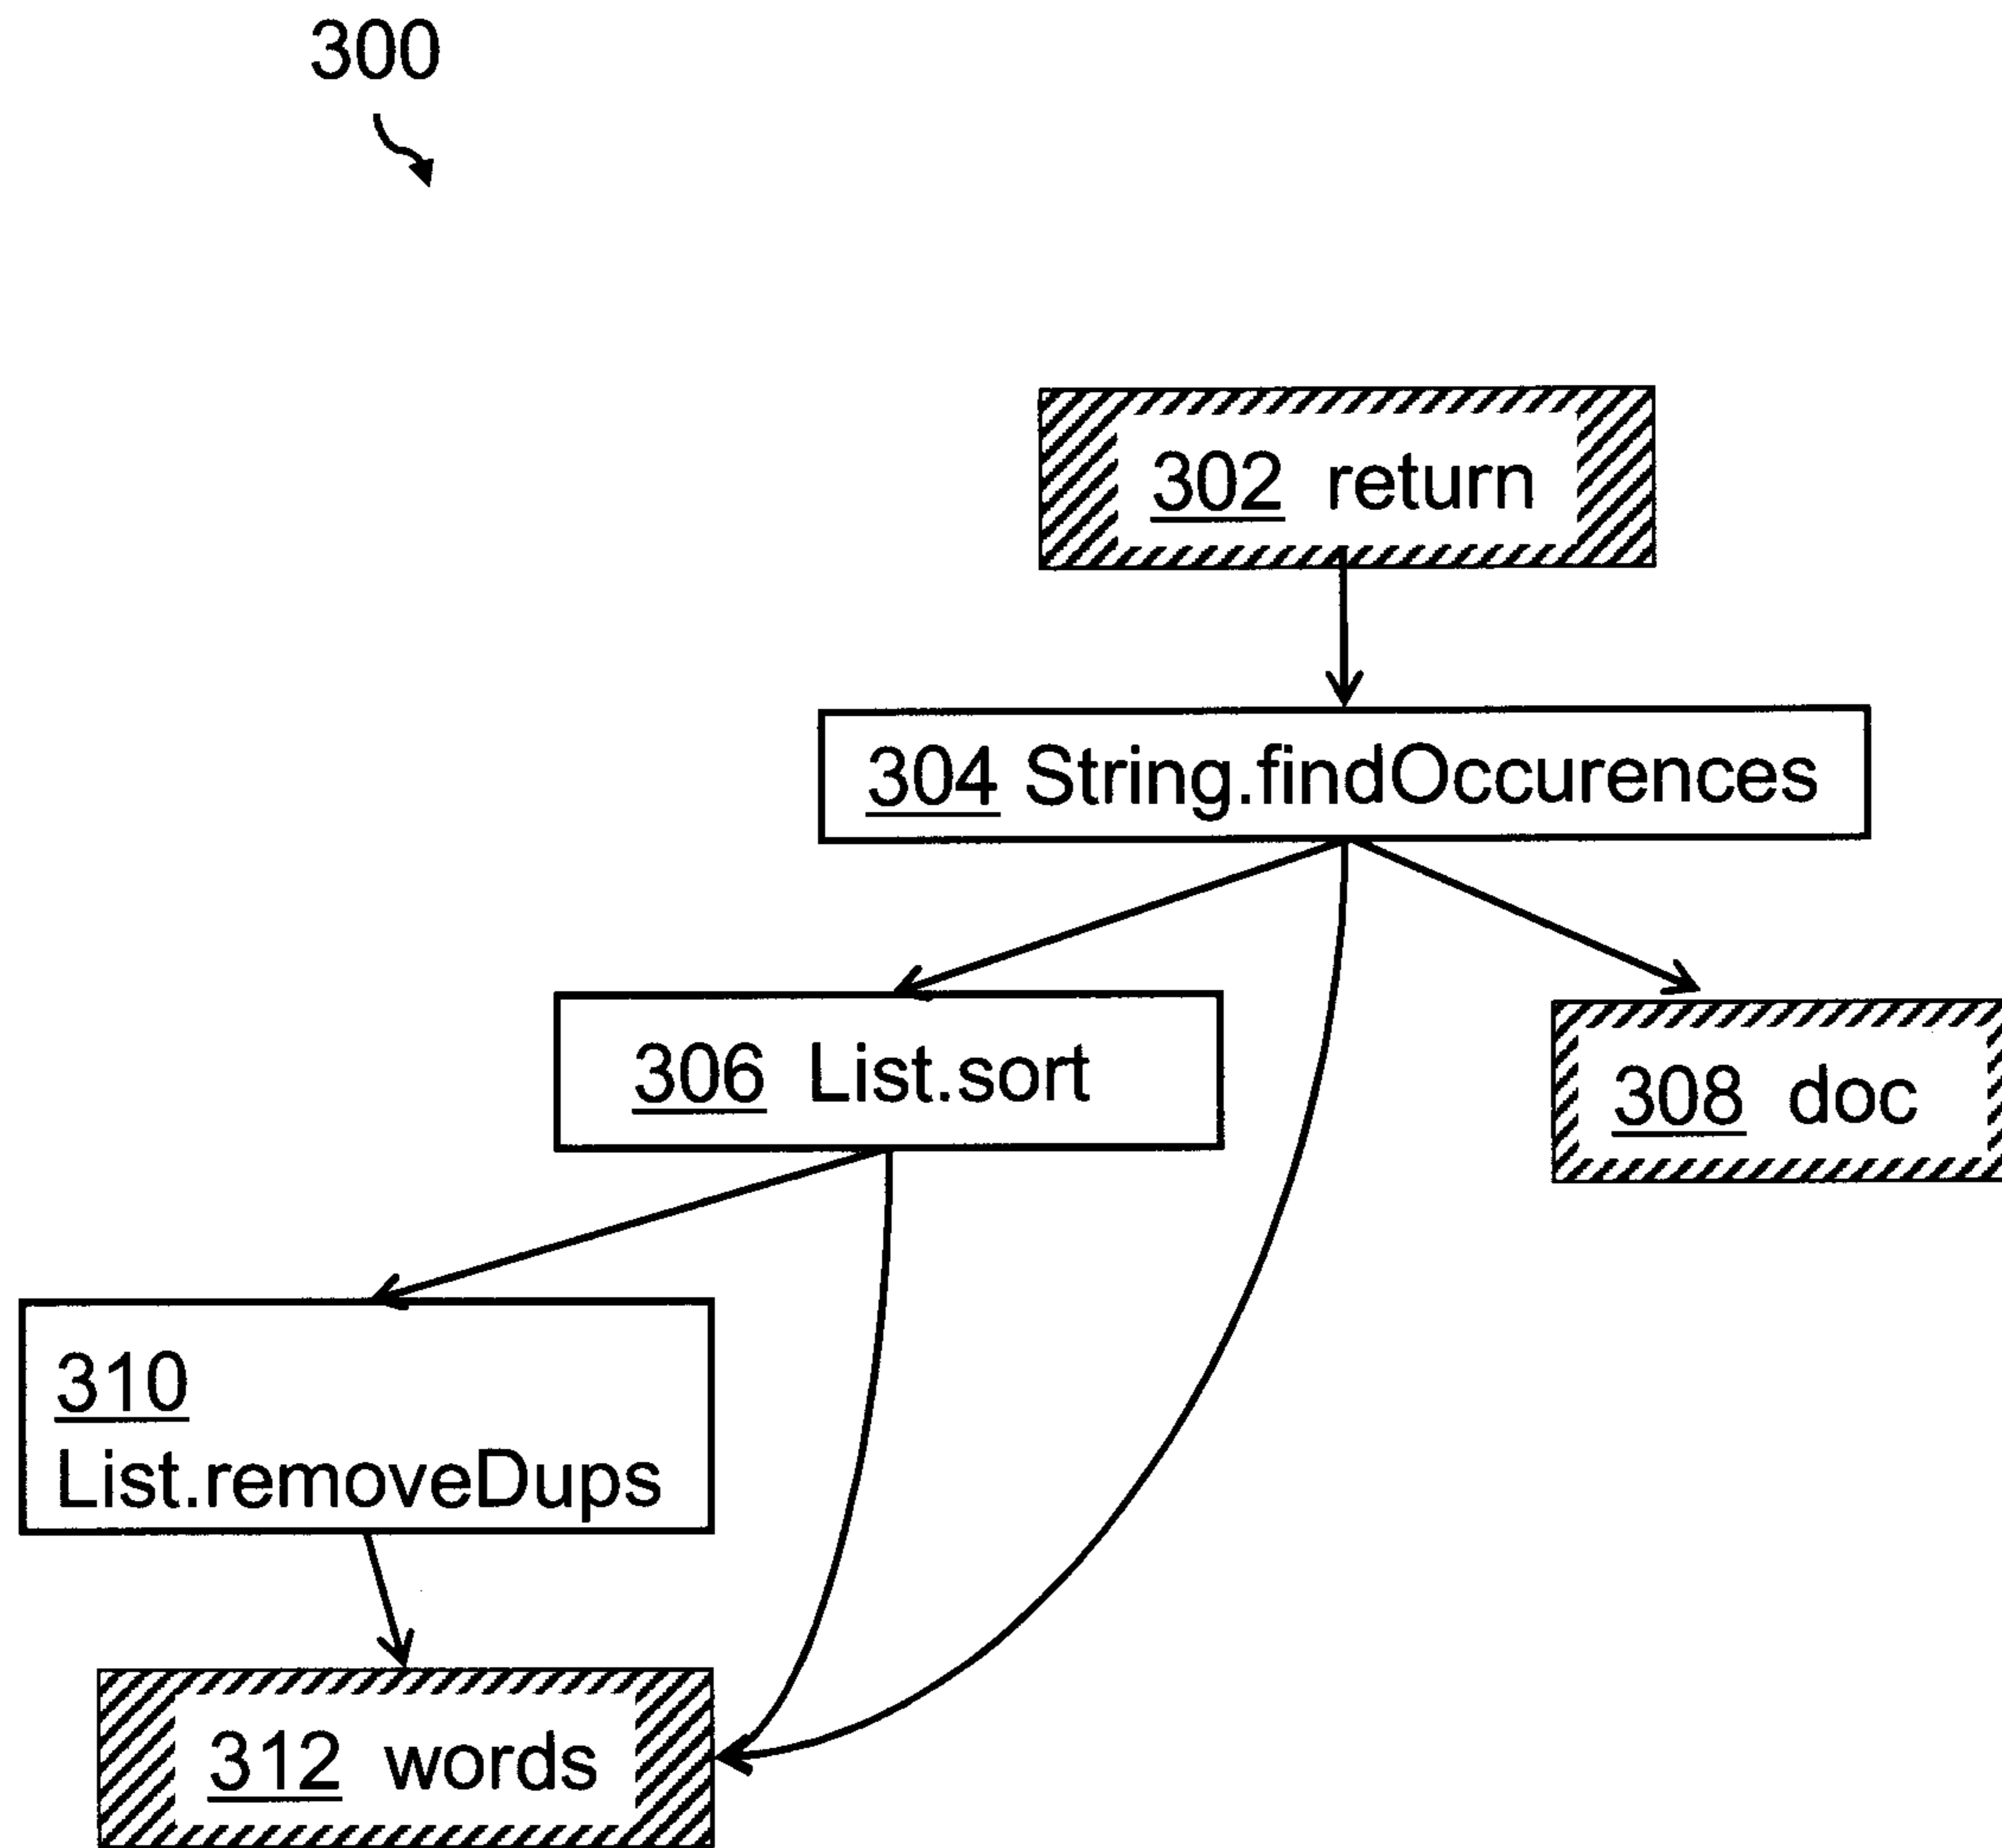 300
302 return
304 String.findOccurences
306 List.sort
308 doc
310
List.removeDups
312 words